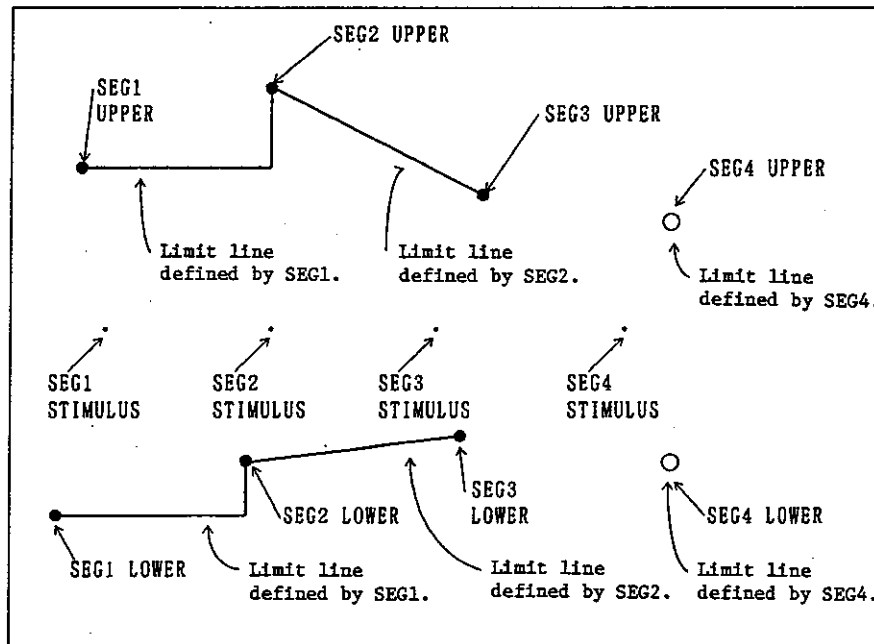 SEG2 UPPER
SEG1
UPPER
SEG3 UPPER
SEG4 UPPER
Limit line
defined by SEG1.
Limit line
defined by SEG2.
Limit line
defined by SEG4.
SEG1
STIMULUS
SEG2
STIMULUS
SEG3
STIMULUS
SEG4
STIMULUS
SEG2 LOWER
SEG3
LOWER
SEG4 LOWER
SEG1 LOWER
Limit line
defined by SEG1.
Limit line
defined by SEG2.
Limit line
defined by SEG4.